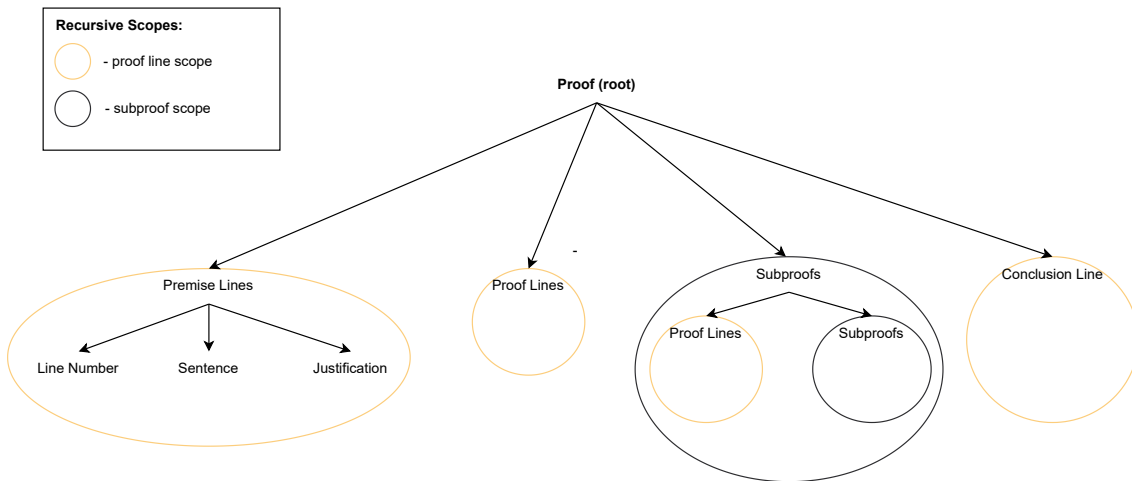 Recursive Scopes:
- proof line scope
- subproof scope
Proof (root)
-
Premise Lines
Proof Lines
Subproofs
Conclusion Line
Line Number
Sentence
Justification
Proof Lines
Subproofs